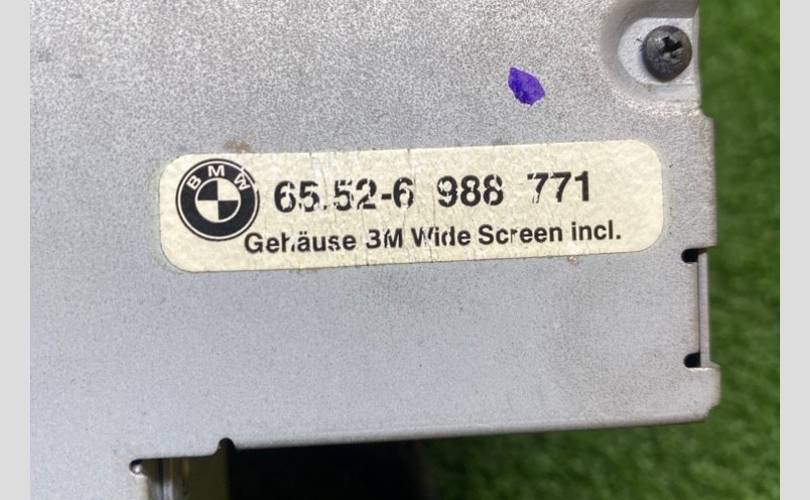 BMW
65.52-6 988 771
Gehäuse 3M Wide Screen incl.